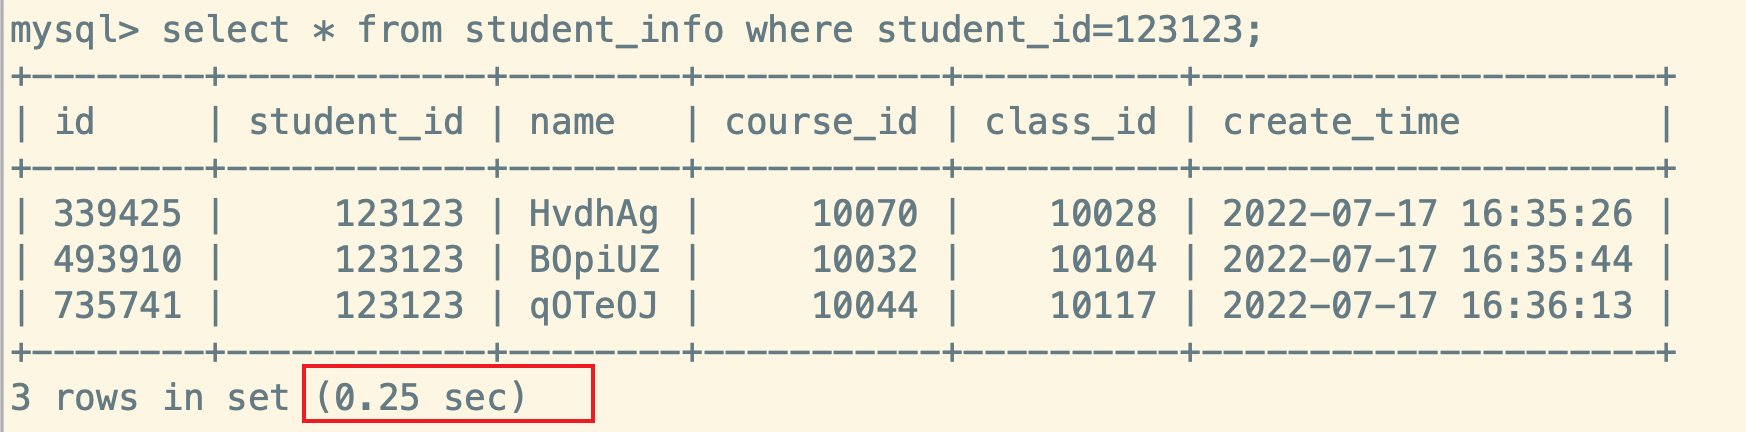 mysql> select * from student_info where student_id=123123;
+--------+------------+--------+-----------+----------+---------------------+
| id     | student_id | name   | course_id | class_id | create_time         |
+--------+------------+--------+-----------+----------+---------------------+
| 339425 |     123123 | HvdhAg |     10070 |    10028 | 2022-07-17 16:35:26 |
| 493910 |     123123 | BOpiUZ |     10032 |    10104 | 2022-07-17 16:35:44 |
| 735741 |     123123 | qOTeOJ |     10044 |    10117 | 2022-07-17 16:36:13 |
+--------+------------+--------+-----------+----------+---------------------+
3 rows in set (0.25 sec)